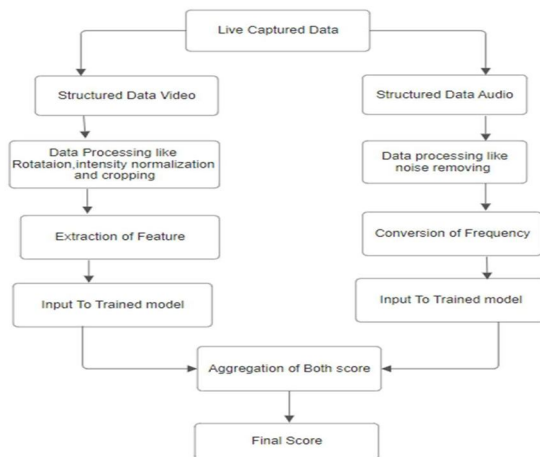 Live Captured Data
Structured Data Video
Structured Data Audio
Data Processing like
Rotataion,intensity normalization
and cropping
Data processing like
noise removing
Extraction of Feature
Conversion of Frequency
Input To Trained model
Input To Trained model
Aggregation of Both score
Final Score